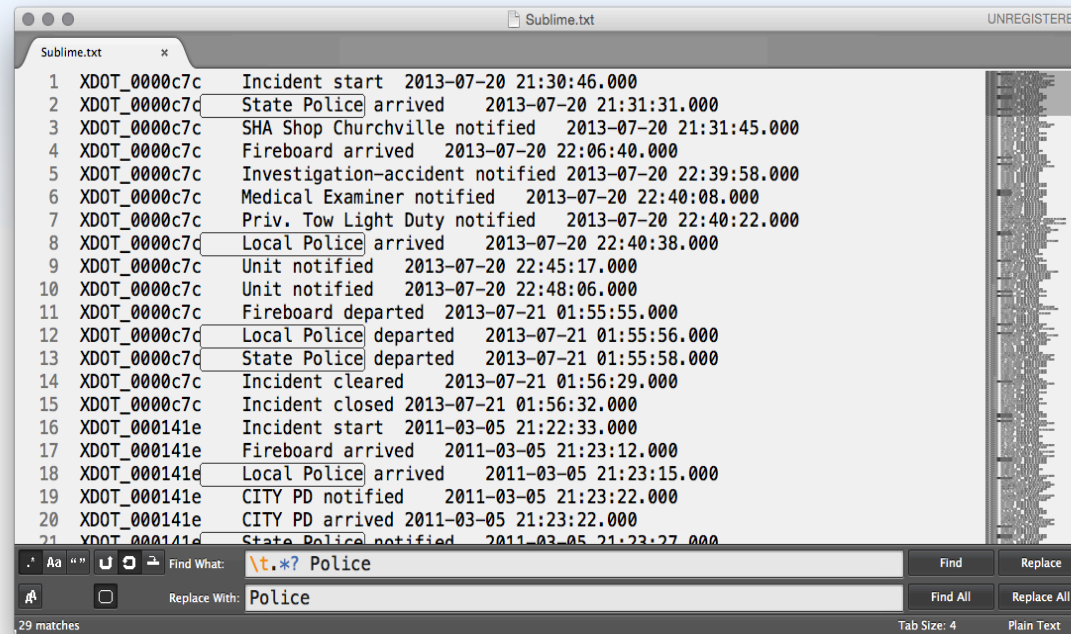 Sublime.txt
UNREGISTERE
Sublime.txt ×
1 XDOT_0000c7c Incident start 2013-07-20 21:30:46.000
2 XDOT_0000c7c State Police arrived 2013-07-20 21:31:31.000
3 XDOT_0000c7c SHA Shop Churchville notified 2013-07-20 21:31:45.000
4 XDOT_0000c7c Fireboard arrived 2013-07-20 22:06:40.000
5 XDOT_0000c7c Investigation-accident notified 2013-07-20 22:39:58.000
6 XDOT_0000c7c Medical Examiner notified 2013-07-20 22:40:08.000
7 XDOT_0000c7c Priv. Tow Light Duty notified 2013-07-20 22:40:22.000
8 XDOT_0000c7c Local Police arrived 2013-07-20 22:40:38.000
9 XDOT_0000c7c Unit notified 2013-07-20 22:45:17.000
10 XDOT_0000c7c Unit notified 2013-07-20 22:48:06.000
11 XDOT_0000c7c Fireboard departed 2013-07-21 01:55:55.000
12 XDOT_0000c7c Local Police departed 2013-07-21 01:55:56.000
13 XDOT_0000c7c State Police departed 2013-07-21 01:55:58.000
14 XDOT_0000c7c Incident cleared 2013-07-21 01:56:29.000
15 XDOT_0000c7c Incident closed 2013-07-21 01:56:32.000
16 XDOT_000141e Incident start 2011-03-05 21:22:33.000
17 XDOT_000141e Fireboard arrived 2011-03-05 21:23:12.000
18 XDOT_000141e Local Police arrived 2011-03-05 21:23:15.000
19 XDOT_000141e CITY PD notified 2011-03-05 21:23:22.000
20 XDOT_000141e CITY PD arrived 2011-03-05 21:23:22.000
21 XDOT_000141e State Police notified 2011-03-05 21:23:27.000
.* Aa “” Find What: \t.*? Police Find Replace
Replace With: Police Find All Replace All
29 matches Tab Size: 4 Plain Text